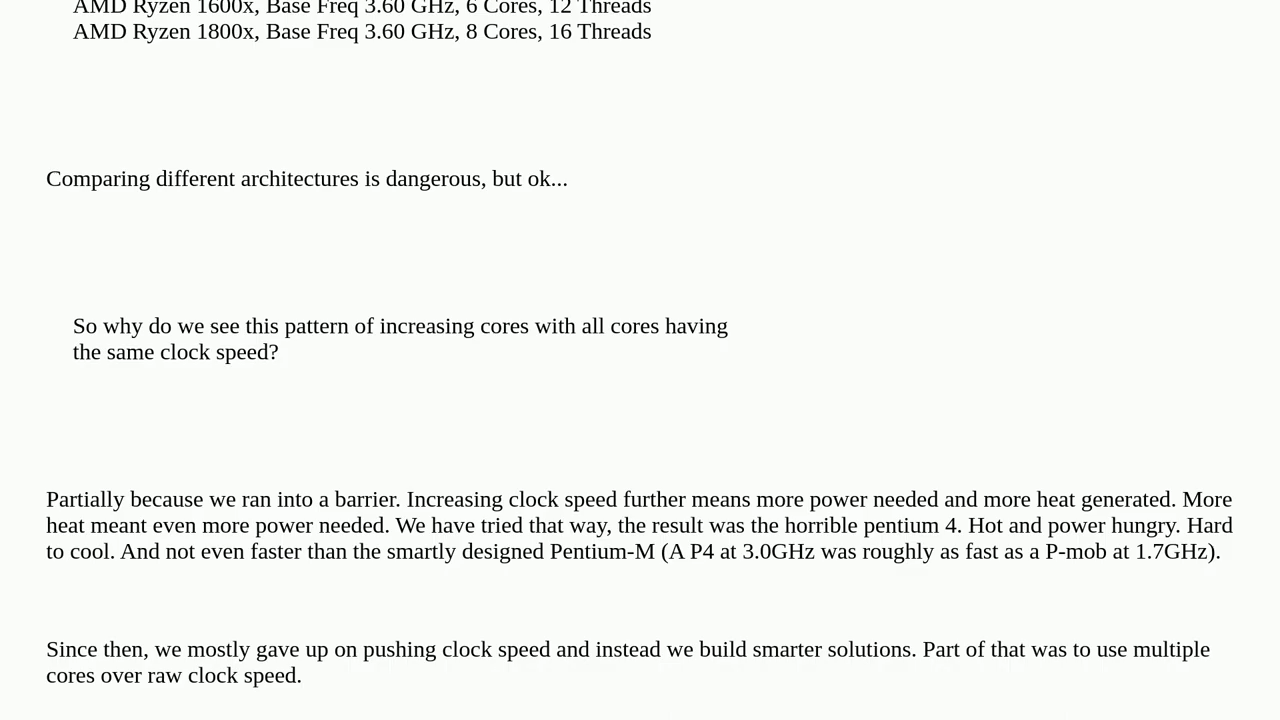 AMD Ryzen 1600x, Base Freq 3.60 GHz, 6 Cores, 12 Threads
AMD Ryzen 1800x, Base Freq 3.60 GHz, 8 Cores, 16 Threads
Comparing different architectures is dangerous, but ok...
So why do we see this pattern of increasing cores with all cores having
the same clock speed?
Partially because we ran into a barrier. Increasing clock speed further means more power needed and more heat generated. More
heat meant even more power needed. We have tried that way, the result was the horrible pentium 4. Hot and power hungry. Hard
to cool. And not even faster than the smartly designed Pentium-M (A P4 at 3.0GHz was roughly as fast as a P-mob at 1.7GHz).
Since then, we mostly gave up on pushing clock speed and instead we build smarter solutions. Part of that was to use multiple
cores over raw clock speed.